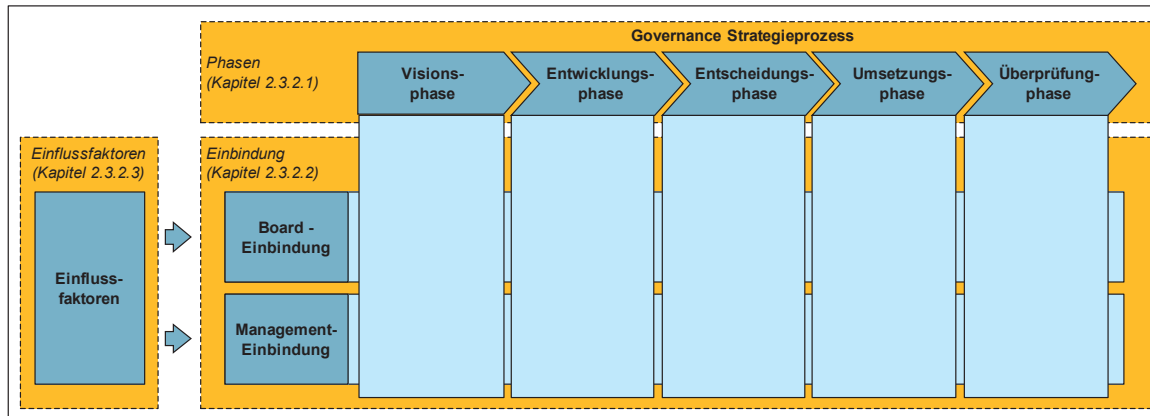 Governance Strategieprozess
Phasen
(Kapitel 2.3.2.1)
Visions-
phase
Entwicklungs-
phase
Entscheidungs-
phase
Umsetzungs-
phase
Überprüfung-
phase
Einflussfaktoren
(Kapitel 2.3.2.3)
Einbindung
(Kapitel 2.3.2.2)
Einfluss-
faktoren
Board -
Einbindung
Management-
Einbindung